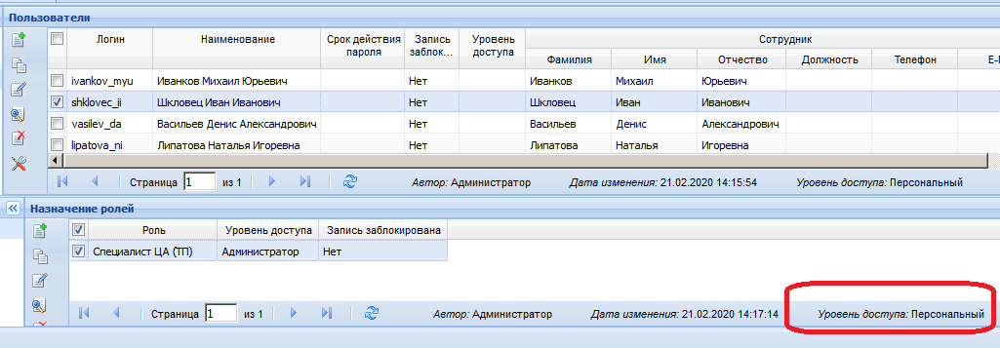 Пользователи
Логин Наименование Срок действия пароля Запись заблок... Уровень доступа Сотрудник
Фамилия Имя Отчество Должность Телефон
ivankov_myu Иванков Михаил Юрьевич Нет Иванков Михаил Юрьевич
shklovec_ii Шкловец Иван Иванович Нет Шкловец Иван Иванович
vasilev_da Васильев Денис Александрович Нет Васильев Денис Александрович
lipatova_ni Липатова Наталья Игоревна Нет Липатова Наталья Игоревна
Страница 1 из 1 Автор: Администратор Дата изменения: 21.02.2020 14:15:54 Уровень доступа: Персональный
Назначение ролей
Роль Уровень доступа Запись заблокирована
Специалист ЦА (ТП) Администратор Нет
Страница 1 из 1 Автор: Администратор Дата изменения: 21.02.2020 14:17:14 Уровень доступа: Персональный